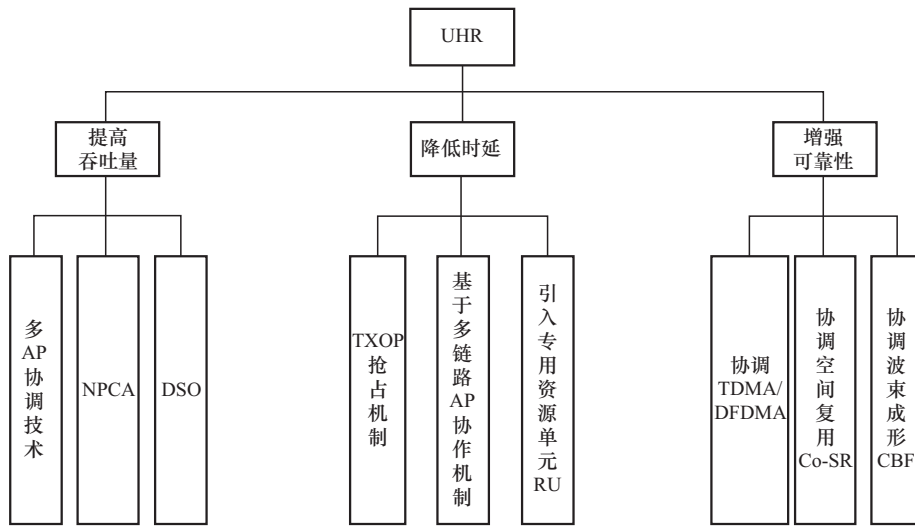 UHR
提高
吞吐量
降低时延
增强
可靠性
多
AP
协
调
技
术
NPCA
DSO
TXOP
抢
占
机
制
基
于
多
链
路
AP
协
作
机
制
引
入
专
用
资
源
单
元
RU
协调
TDMA/
DFDMA
协
调
空
间
复
用
Co-SR
协
调
波
束
成
形
CBF